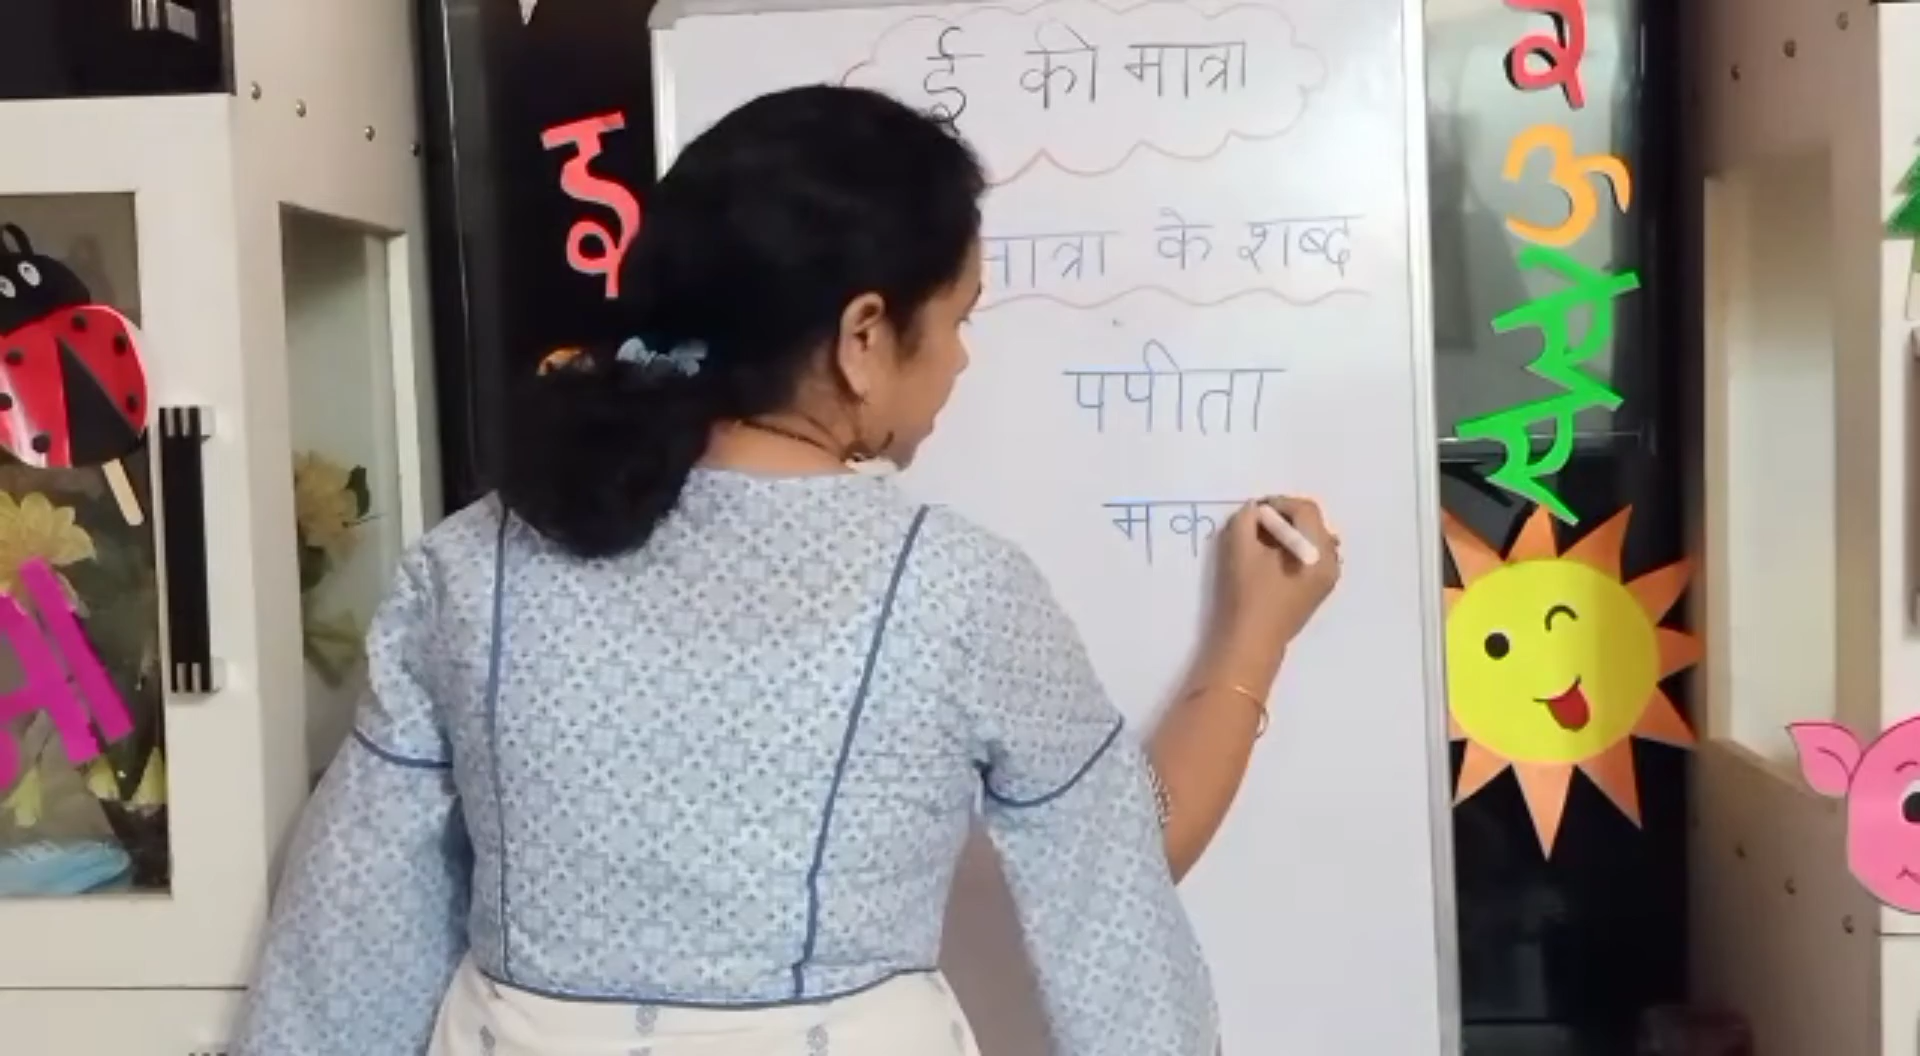 ई की मात्रा
मात्रा के शब्द
पपीता
मक
इ
उ
ऐ
ए